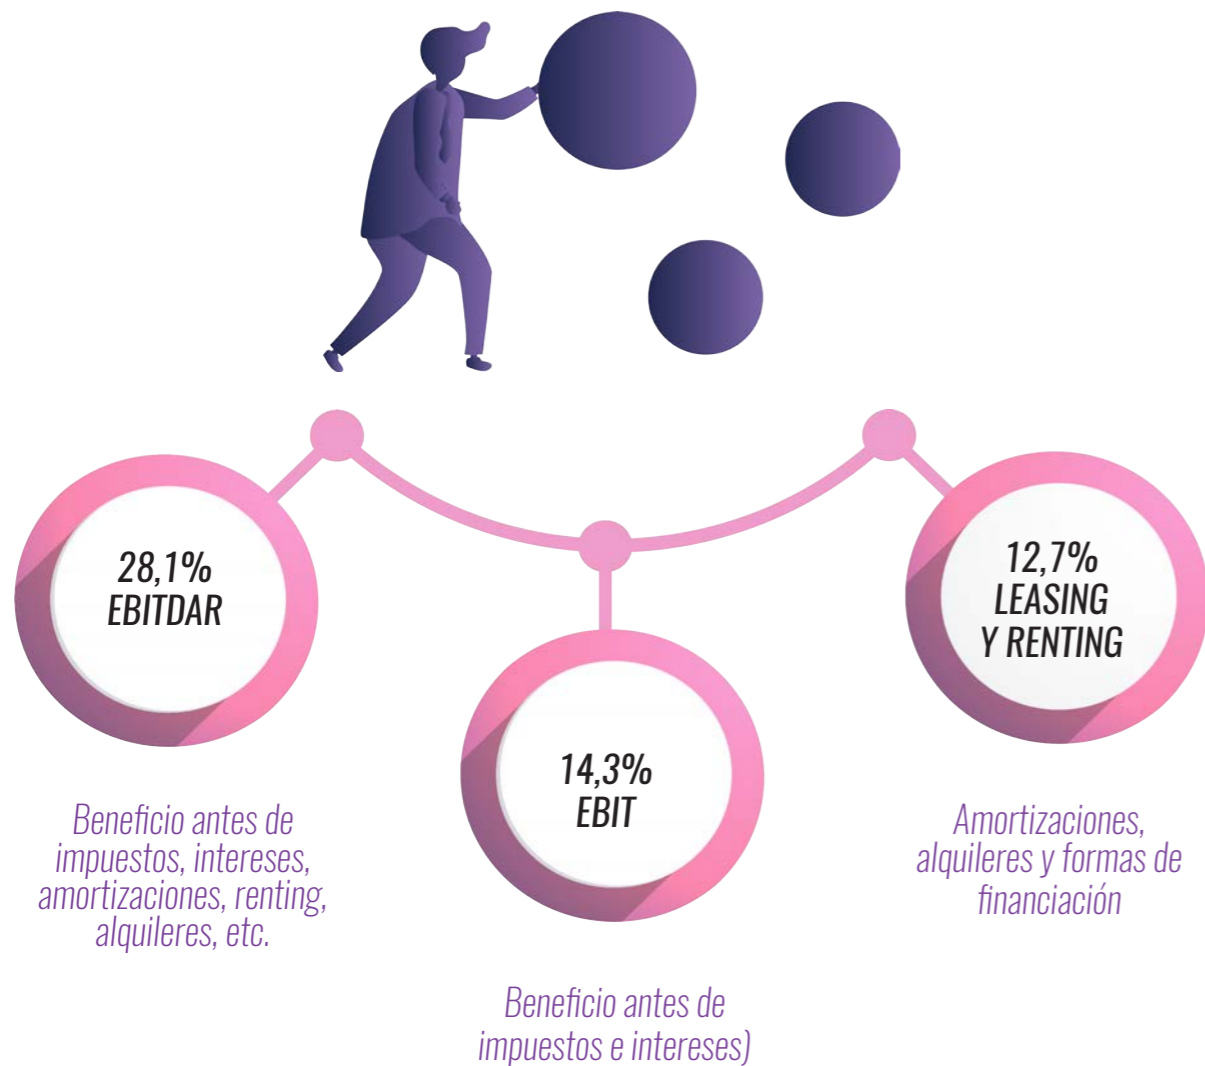 28,1%
EBITDAR
Beneficio antes de
impuestos, intereses,
amortizaciones, renting,
alquileres, etc.
14,3%
EBIT
Beneficio antes de
impuestos e intereses)
12,7%
LEASING
Y RENTING
Amortizaciones,
alquileres y formas de
financiación